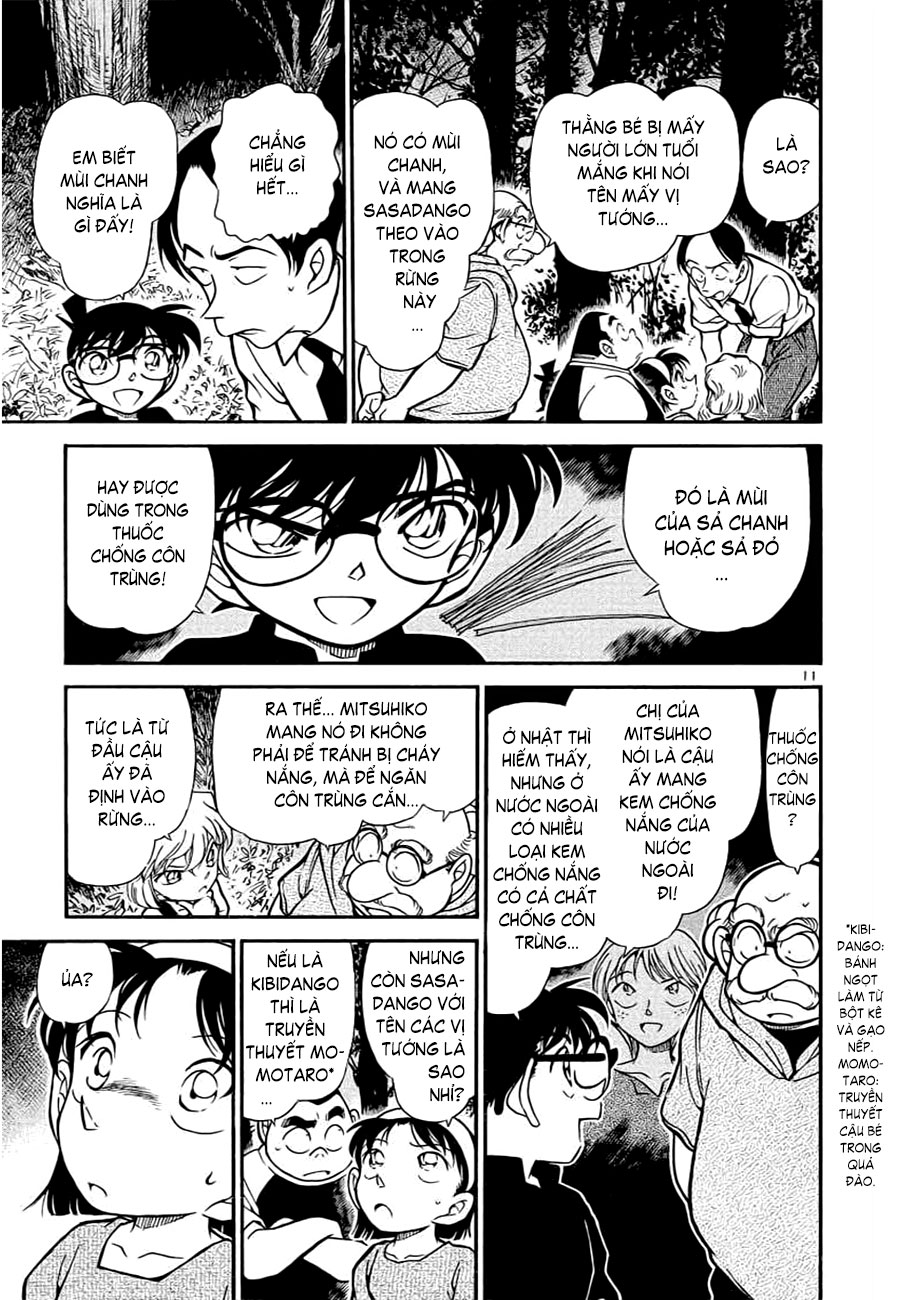 LÀ
SAO?
THẰNG BÉ BỊ MẤY
NGƯỜI LỚN TUỔI
MẮNG KHI NÓI
TÊN MẤY VỊ
TƯỚNG...
NÓ CÓ MÙI
CHANH,
VÀ MANG
SASADANGO
THEO VÀO
TRONG
RỪNG
NÀY
...
CHẲNG
HIỂU GÌ
HẾT...
EM BIẾT
MÙI CHANH
NGHĨA LÀ
GÌ ĐẤY!
ĐÓ LÀ MÙI
CỦA SẢ CHANH
HOẶC SẢ ĐỎ
...
HAY ĐƯỢC
DÙNG TRONG
THUỐC
CHỐNG CÔN
TRÙNG!
11
THUỐC
CHỐNG
CÔN
TRÙNG
?
CHỊ CỦA
MITSUHIKO
NÓI LÀ CẬU
ẤY MANG
KEM CHỐNG
NẮNG CỦA
NƯỚC
NGOÀI
ĐI!
Ở NHẬT THÌ
HIẾM THẤY,
NHƯNG Ở
NƯỚC NGOÀI
CÓ NHIỀU
LOẠI KEM
CHỐNG NẮNG
CÓ CẢ CHẤT
CHỐNG CÔN
TRÙNG...
RA THẾ... MITSUHIKO
MANG NÓ ĐI KHÔNG
PHẢI ĐỂ TRÁNH BỊ CHÁY
NẮNG, MÀ ĐỂ NGĂN
CÔN TRÙNG CẮN...
TỨC LÀ TỪ
ĐẦU CẬU
ẤY ĐÃ
ĐỊNH VÀO
RỪNG...
NHƯNG
CÒN SASA-
DANGO VỚI
TÊN CÁC VỊ
TƯỚNG LÀ
SAO
NHỈ?
NẾU LÀ
KIBIDANGO
THÌ LÀ
TRUYỀN
THUYẾT MO-
MOTARO*
...
ỦA?
*KIBI-
DANGO:
BÁNH
NGỌT
LÀM TỪ
BỘT KÊ
VÀ GẠO
NẾP.
MOMO-
TARO:
TRUYỀN
THUYẾT
CẬU BÉ
TRONG
QUẢ
ĐÀO.